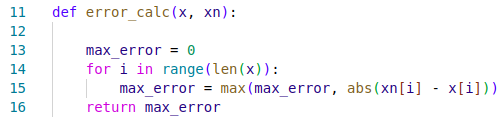 11 def error_calc(x, xn):
12
13     max_error = 0
14     for i in range(len(x)):
15         max_error = max(max_error, abs(xn[i] - x[i]))
16     return max_error